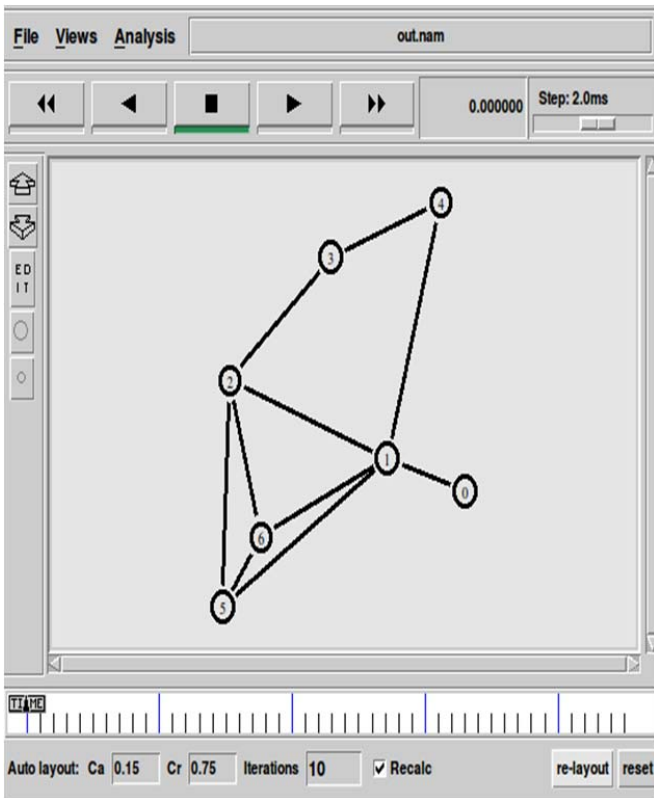 File Views Analysis out.nam
0.000000 Step: 2.0ms
4
3
ED
IT
2
1
0
6
5
TIME
Auto layout: Ca 0.15 Cr 0.75 Iterations 10 Recalc re-layout reset